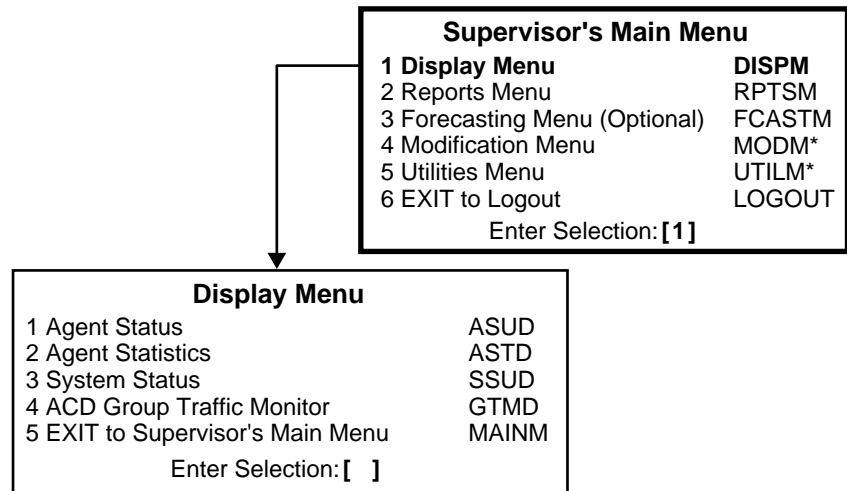 Supervisor's Main Menu
1 Display Menu DISPM
2 Reports Menu RPTSM
3 Forecasting Menu (Optional) FCASTM
4 Modification Menu MODM*
5 Utilities Menu UTILM*
6 EXIT to Logout LOGOUT
Enter Selection: [1]
Display Menu
1 Agent Status ASUD
2 Agent Statistics ASTD
3 System Status SSUD
4 ACD Group Traffic Monitor GTMD
5 EXIT to Supervisor's Main Menu MAINM
Enter Selection: [ ]